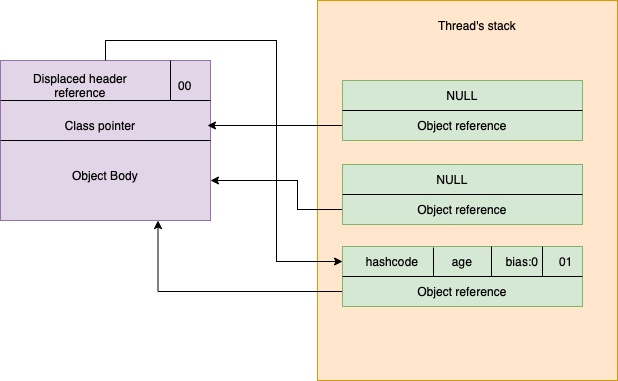 Thread's stack
Displaced header
reference
00
Class pointer
Object Body
NULL
Object reference
NULL
Object reference
hashcode age bias:0 01
Object reference